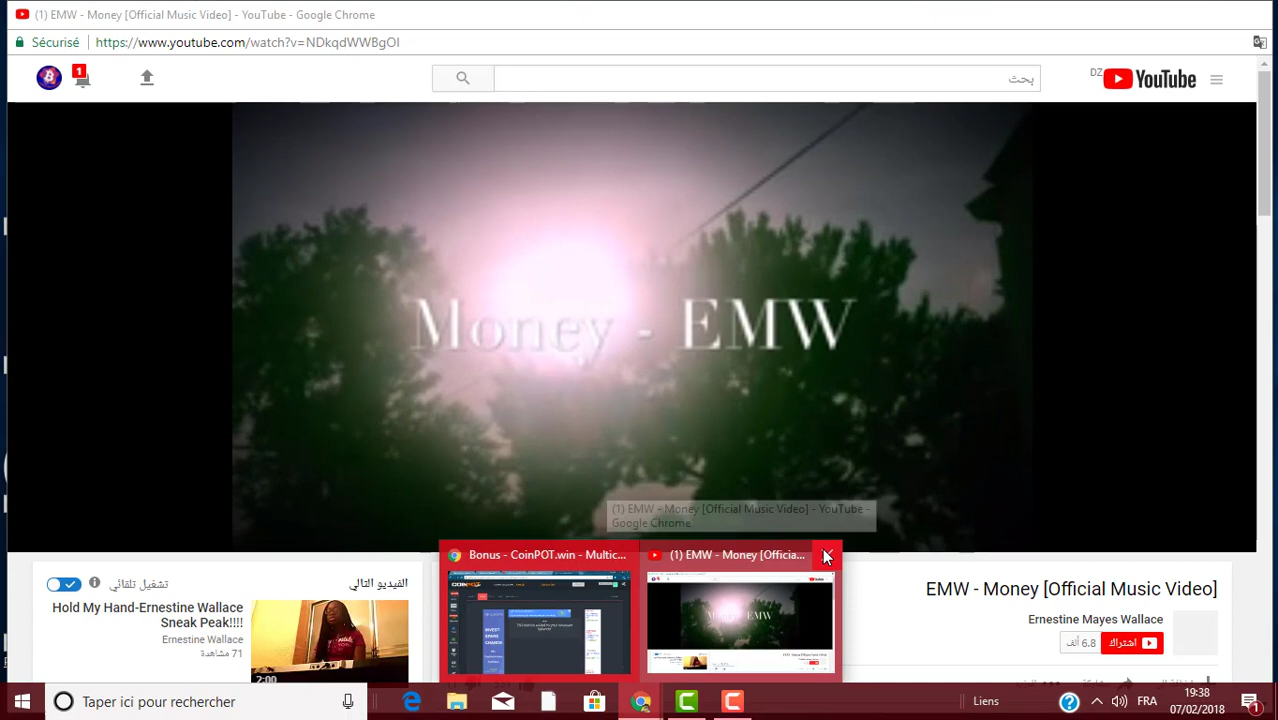 (1) EMW - Money [Official Music Video] - YouTube - Google Chrome
Sécurisé
https://www.youtube.com/watch?v=NDkqdWWBgOI
1
بحث
YouTube DZ
Money - EMW
(1) EMW - Money [Official Music Video] - YouTube -
Google Chrome
Bonus - CoinPOT.win - Multic...
(1) EMW - Money [Officia...
EMW - Money [Official Music Video]
Ernestine Mayes Wallace
اشتراك
6.8 ألف
الفيديو التالي
تشغيل تلقائي
Hold My Hand-Ernestine Wallace
Sneak Peak!!!!
Ernestine Wallace
71 مشاهدة
2:00
Taper ici pour rechercher
Liens
FRA
19:38
07/02/2018
1